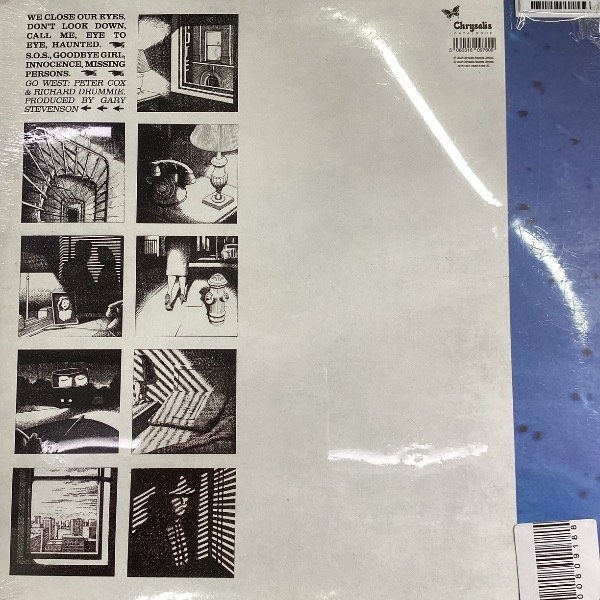 WE CLOSE OUR EYES,
DON'T LOOK DOWN,
CALL ME, EYE TO
EYE, HAUNTED.
S.O.S., GOODBYE GIRL,
INNOCENCE, MISSING
PERSONS.
GO WEST: PETER COX
& RICHARD DRUMMIE.
PRODUCED BY GARY
STEVENSON
Chrysalis
00809188